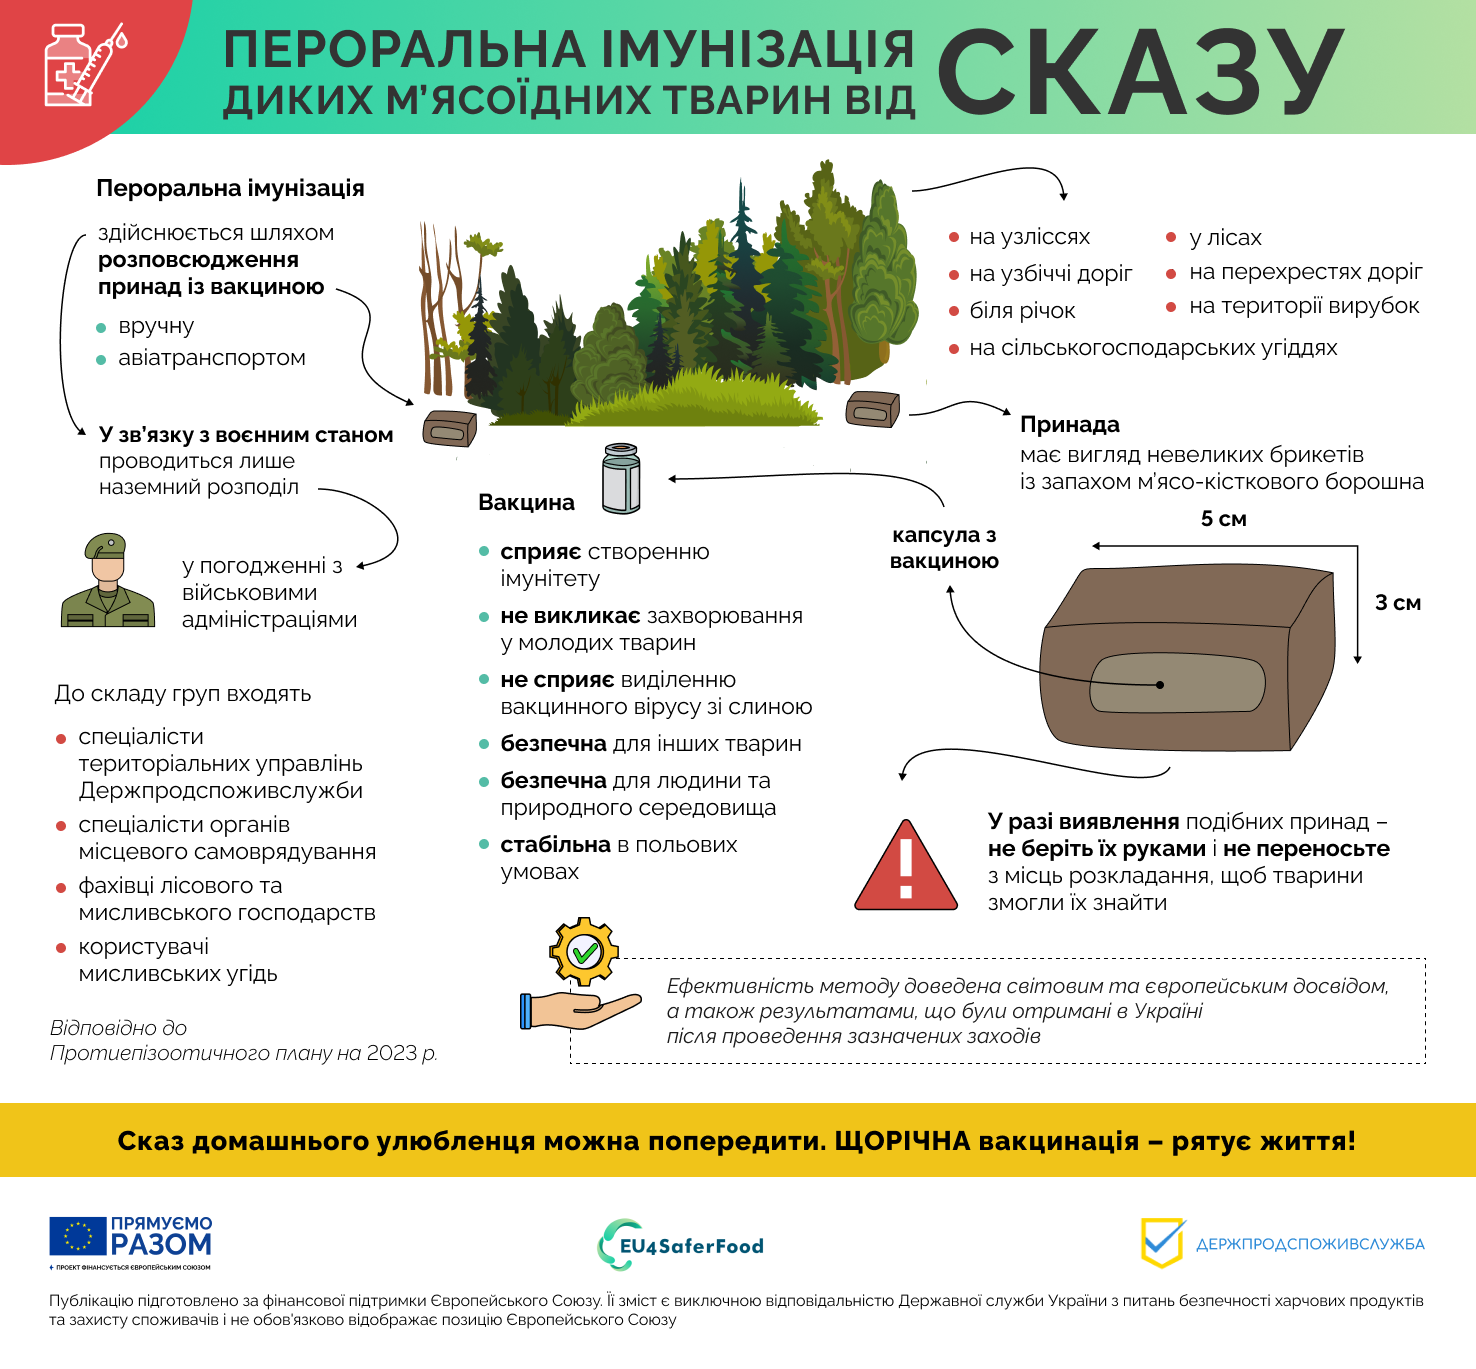 ПЕРОРАЛЬНА ІМУНІЗАЦІЯ
ДИКИХ М’ЯСОЇДНИХ ТВАРИН ВІД
СКАЗУ
Пероральна імунізація
здійснюється шляхом
розповсюдження
принад із вакциною
вручну
авіатранспортом
У зв’язку з воєнним станом
проводиться лише
наземний розподіл
у погодженні з
військовими
адміністраціями
До складу груп входять
спеціалісти
територіальних управлінь
Держпродспоживслужби
спеціалісти органів
місцевого самоврядування
фахівці лісового та
мисливського господарств
користувачі
мисливських угідь
Відповідно до
Протиепізоотичного плану на 2023 р.
Вакцина
сприяє створенню
імунітету
не викликає захворювання
у молодих тварин
не сприяє виділенню
вакцинного вірусу зі слиною
безпечна для інших тварин
безпечна для людини та
природного середовища
стабільна в польових
умовах
на узліссях
на узбіччі доріг
біля річок
на сільськогосподарських угіддях
у лісах
на перехрестях доріг
на території вирубок
Принада
має вигляд невеликих брикетів
із запахом м’ясо-кісткового борошна
5 см
3 см
капсула з
вакциною
У разі виявлення подібних принад –
не беріть їх руками і не переносьте
з місць розкладання, щоб тварини
змогли їх знайти
Ефективність методу доведена світовим та європейським досвідом,
а також результатами, що були отримані в Україні
після проведення зазначених заходів
Сказ домашнього улюбленця можна попередити. ЩОРІЧНА вакцинація – рятує життя!
ПРЯМУЄМО
РАЗОМ
ПРОЕКТ ФІНАНСУЄТЬСЯ ЄВРОПЕЙСЬКИМ СОЮЗОМ
EU4SaferFood
ДЕРЖПРОДСПОЖИВСЛУЖБА
Публікацію підготовлено за фінансової підтримки Європейського Союзу. Її зміст є виключною відповідальністю Державної служби України з питань безпечності харчових продуктів
та захисту споживачів і не обов'язково відображає позицію Європейського Союзу